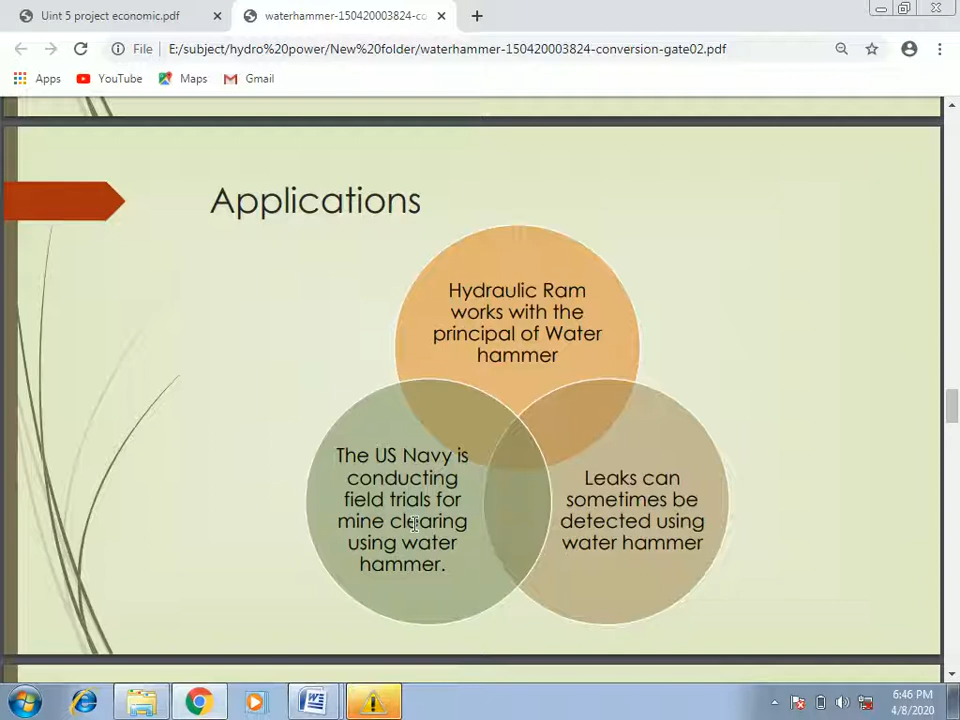 Uint 5 project economic.pdf
waterhammer-150420003824-co
File
E:/subject/hydro%20power/New%20folder/waterhammer-150420003824-conversion-gate02.pdf
Apps
YouTube
Maps
Gmail
Applications
Hydraulic Ram
works with the
principal of Water
hammer
The US Navy is
conducting
field trials for
mine clearing
using water
hammer.
Leaks can
sometimes be
detected using
water hammer
6:46 PM
4/8/2020